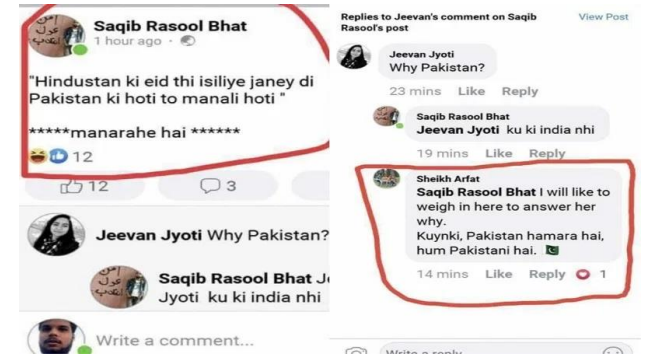 Saqib Rasool Bhat
1 hour ago ·
"Hindustan ki eid thi isiliye janey di
Pakistan ki hoti to manali hoti "
*****manarahe hai ******
12
12
3
Jeevan Jyoti Why Pakistan?
Saqib Rasool Bhat Je
Jyoti ku ki india nhi
Write a comment...
Replies to Jeevan's comment on Saqib
Rasool's post
View Post
Jeevan Jyoti
Why Pakistan?
23 mins Like Reply
Saqib Rasool Bhat
Jeevan Jyoti ku ki india nhi
19 mins Like Reply
Sheikh Arfat
Saqib Rasool Bhat I will like to
weigh in here to answer her
why.
Kuynki, Pakistan hamara hai,
hum Pakistani hai. 🇵🇰
14 mins Like Reply 1
Write a reply